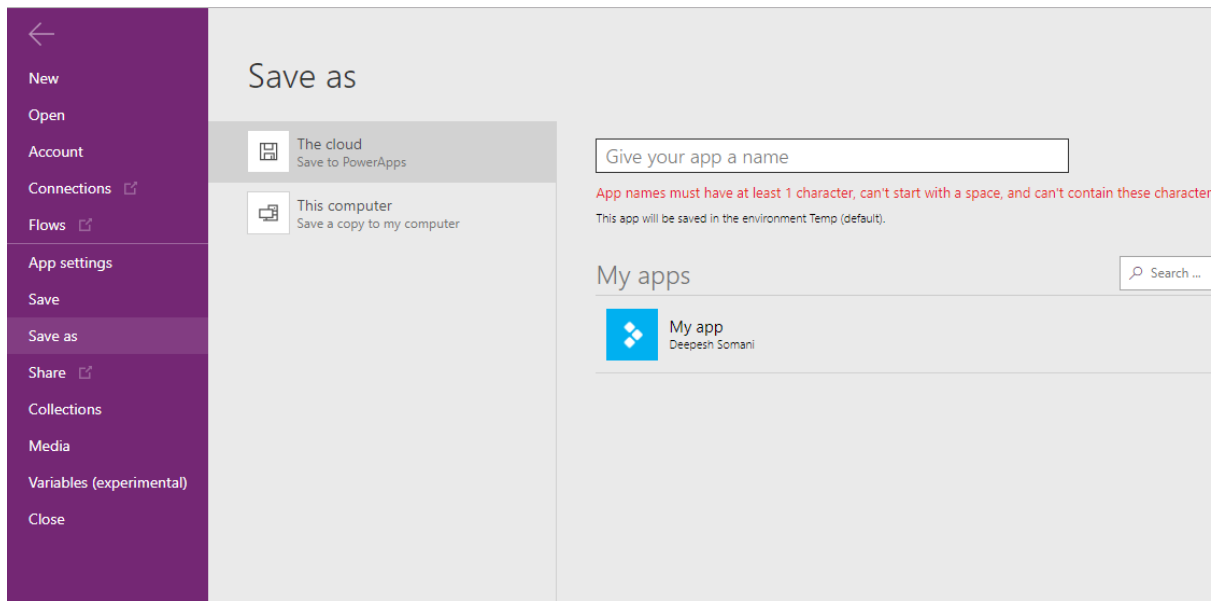 New
Open
Account
Connections
Flows
App settings
Save
Save as
Share
Collections
Media
Variables (experimental)
Close
Save as
The cloud
Save to PowerApps
This computer
Save a copy to my computer
Give your app a name
App names must have at least 1 character, can't start with a space, and can't contain these character
This app will be saved in the environment Temp (default).
My apps
Search ...
My app
Deepesh Somani